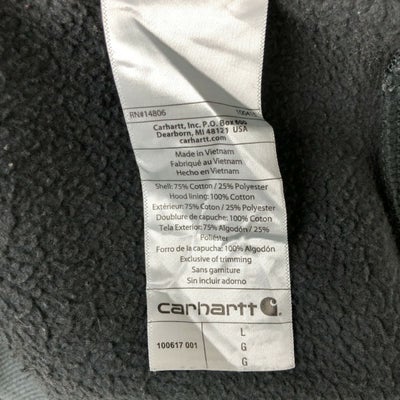 RN#14806
Carhartt, Inc. P.O. Box 600
Dearborn, MI 48121 USA
carhartt.com
Made in Vietnam
Fabriqué au Vietnam
Hecho en Vietnam
Shell: 75% Cotton / 25% Polyester
Hood lining: 100% Cotton
Extérieur: 75% Coton / 25% Polyester
Doublure de capuche: 100% Coton
Tela Exterior: 75% Algodón / 25%
Poliéster
Forro de la capucha: 100% Algodón
Exclusive of trimming
Sans garniture
Sin incluir adorno
carhartt
100617 001
L
G
G